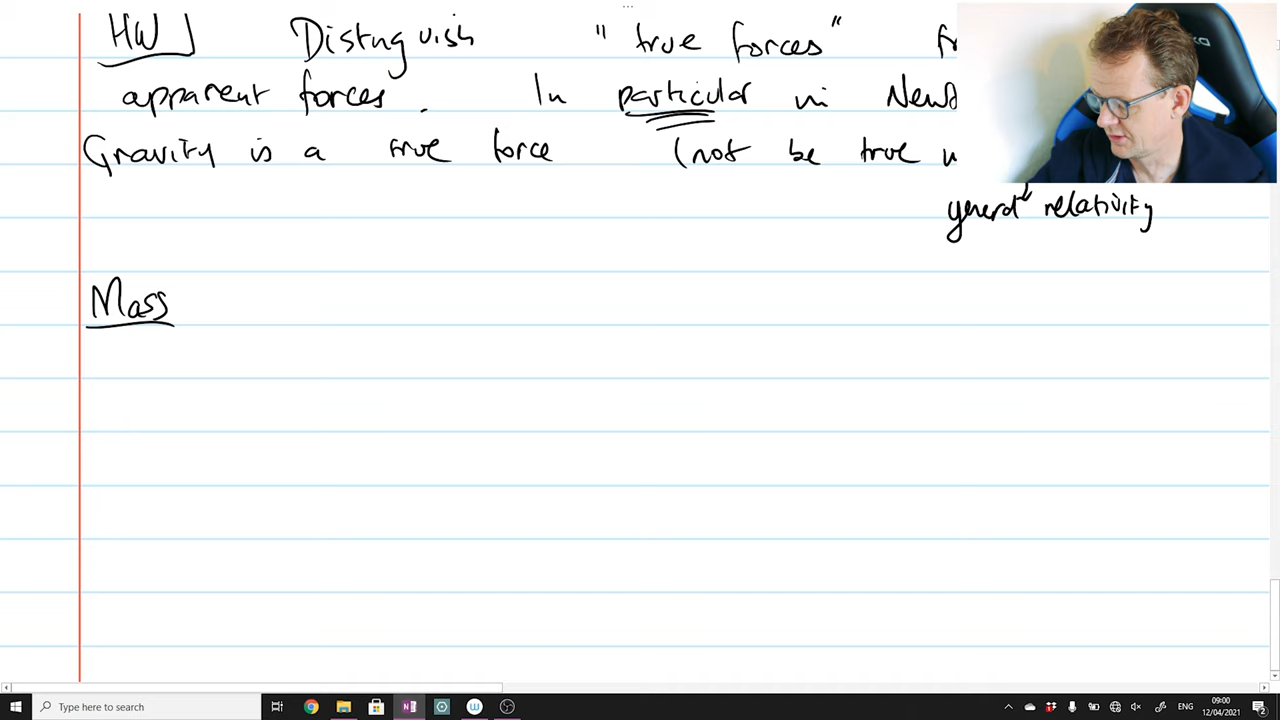 HW Distinguish "true forces" fr
apparent forces. In particular in Newt
Gravity is a true force (not be true
general relativity
Mass
Type here to search
ENG
09:00
12/04/2021